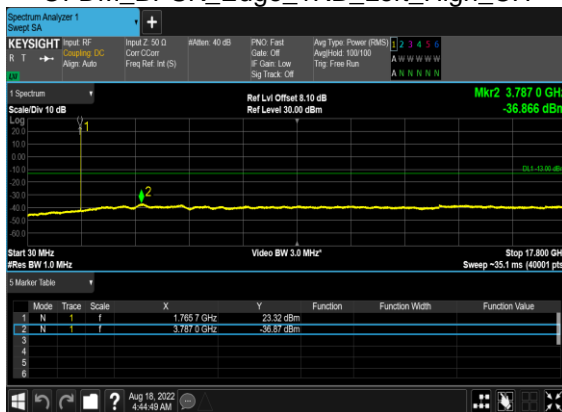 Spectrum Analyzer 1
Swept SA
+
KEYSIGHT Input: RF Input Z: 50 Ω #Atten: 40 dB PNO: Fast Avg Type: Power (RMS) 1 2 3 4 5 6
R T Coupling: DC Corr CCorr Gate: Off Avg|Hold: 100/100 A W W W W W
Align: Auto Freq Ref: Int (S) IF Gain: Low Trig: Free Run
LU Sig Track: Off A N N N N N
1 Spectrum Ref Lvl Offset 8.10 dB Mkr2 3.787 0 GHz
Scale/Div 10 dB Ref Level 30.00 dBm -36.866 dBm
Log
20.0 1
10.0
0.00
-10.0 DL1 -13.00 dB
-20.0
-30.0 2
-40.0
-50.0
-60.0
Start 30 MHz Video BW 3.0 MHz* Stop 17.800 GH
#Res BW 1.0 MHz Sweep ~35.1 ms (40001 pts
5 Marker Table
Mode Trace Scale X Y Function Function Width Function Value
1 N 1 f 1.765 7 GHz 23.32 dBm
2 N 1 f 3.787 0 GHz -36.87 dBm
3
4
5
6
? Aug 18, 2022
4:44:49 AM